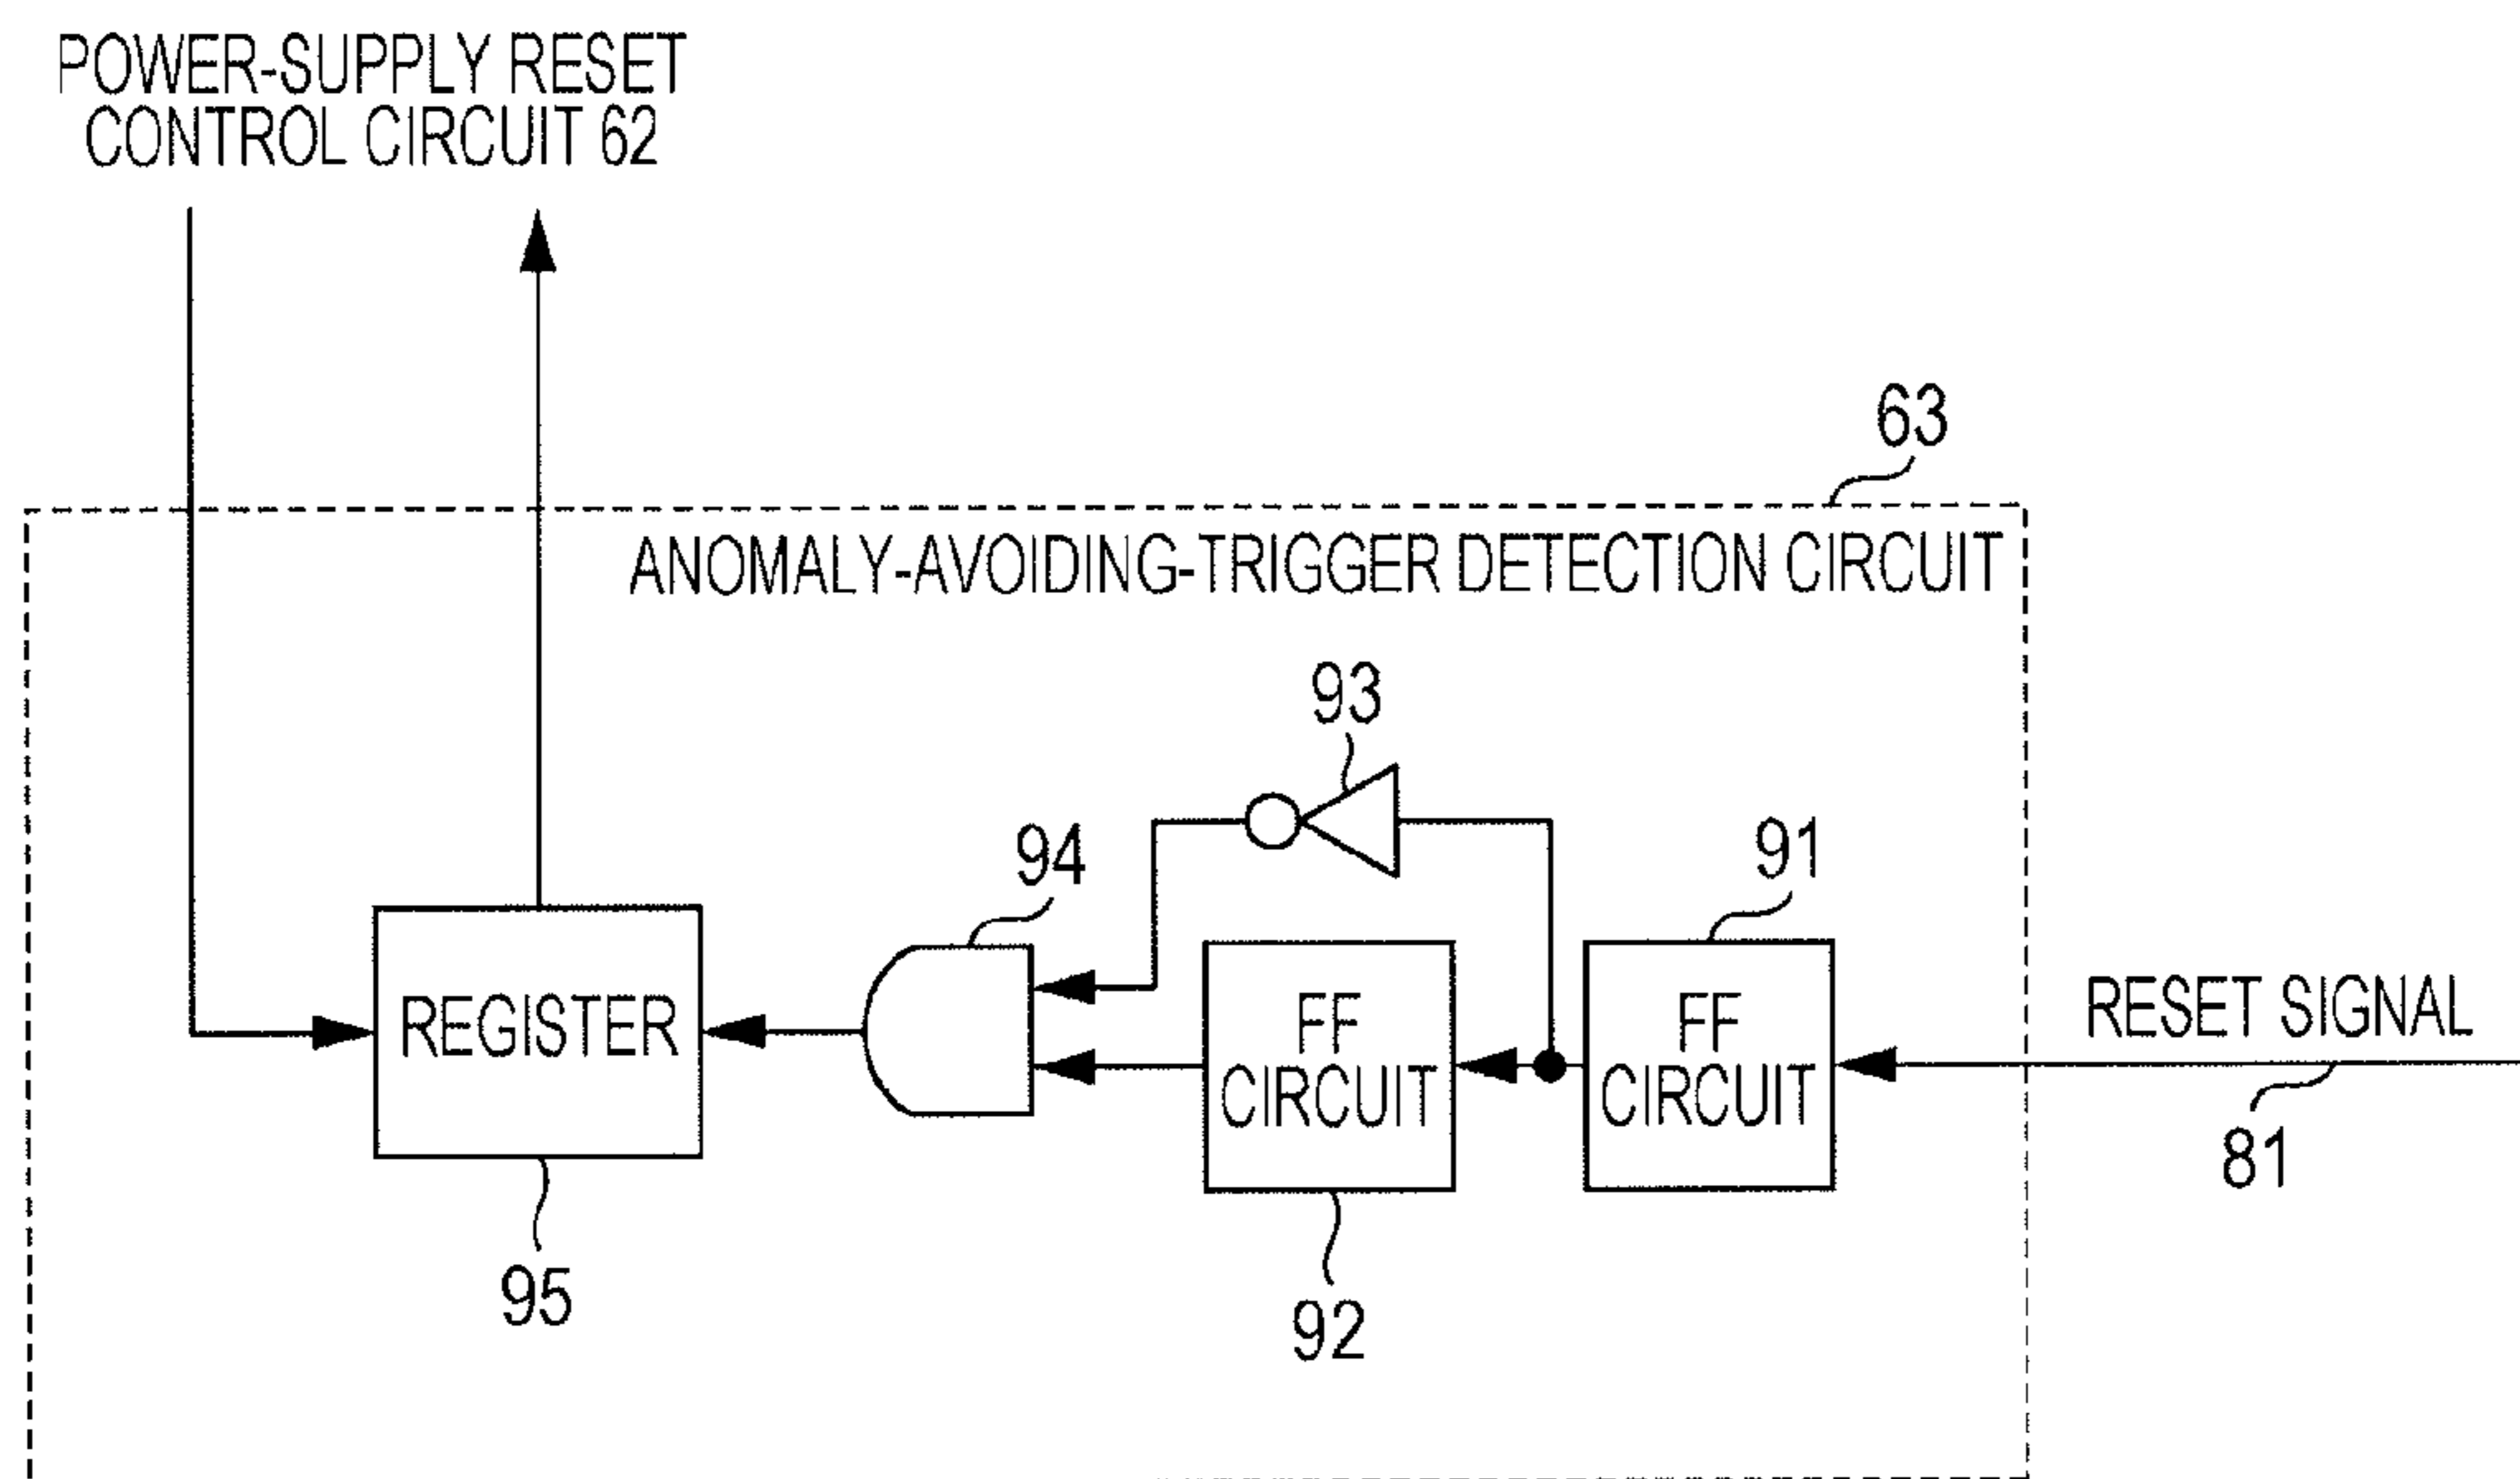 POWER-SUPPLY RESET
CONTROL CIRCUIT 62
63
ANOMALY-AVOIDING-TRIGGER DETECTION CIRCUIT
93
94
91
REGISTER
FF
CIRCUIT
FF
CIRCUIT
RESET SIGNAL
81
95
92